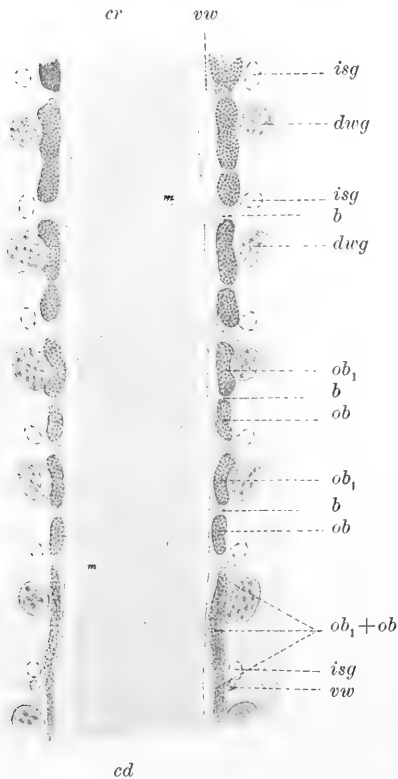 cr vw
isg
dwg
m isg
b
dwg
ob₁
b
ob
ob₁
b
ob
m
ob₁+ob
isg
vw
cd